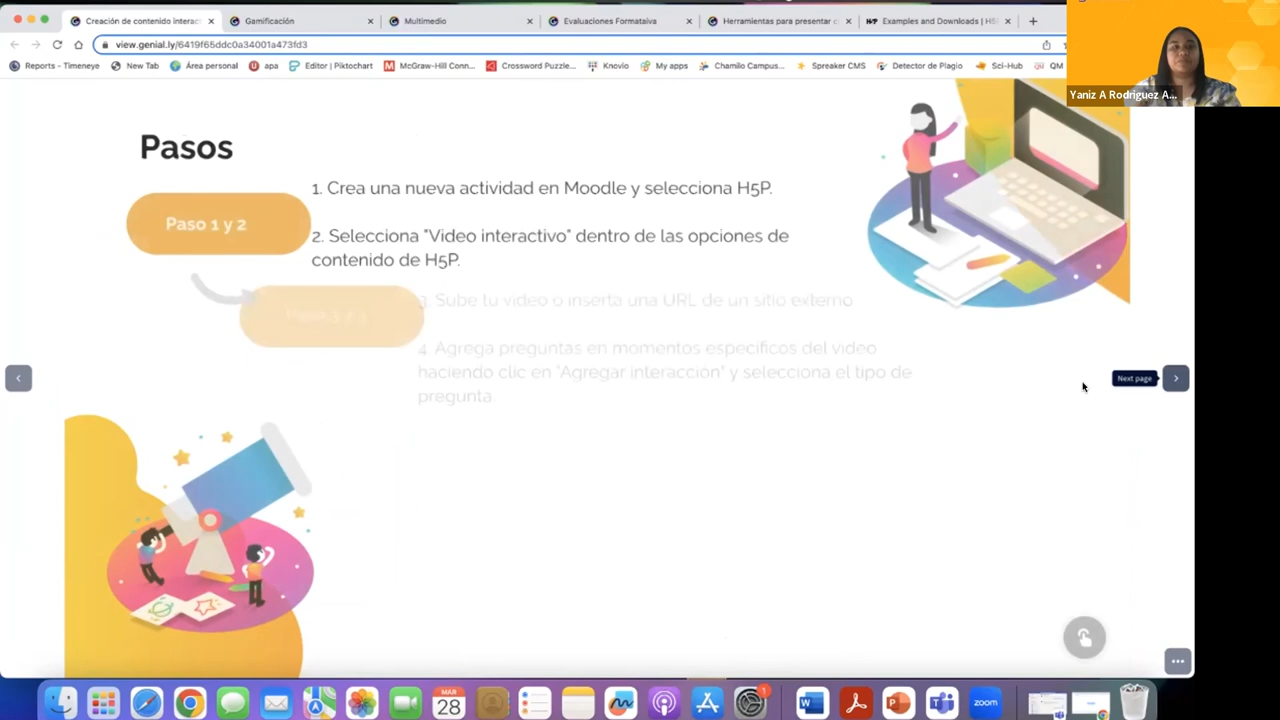 Creación de contenido interac
Gamificación
Multimedio
Evaluaciones Formataiva
Herramientas para presentar c
Examples and Downloads | H5
view.genial.ly/6419f65ddc0a34001a473fd3
Reports - Timeneye
New Tab
Área personal
apa
Editor | Piktochart
McGraw-Hill Conn...
Crossword Puzzle...
Knovio
My apps
Chamilo Campus...
Spreaker CMS
Detector de Plagio
Sci-Hub
QM
Yaniz A Rodriguez A...
Pasos
Paso 1 y 2
1. Crea una nueva actividad en Moodle y selecciona H5P.
2. Selecciona "Video interactivo" dentro de las opciones de
contenido de H5P.
3. Sube tu video o inserta una URL de un sitio externo
4. Agrega preguntas en momentos específicos del video
haciendo clic en "Agregar interacción" y selecciona el tipo de
pregunta.
Next page
MAR
28
1
zoom